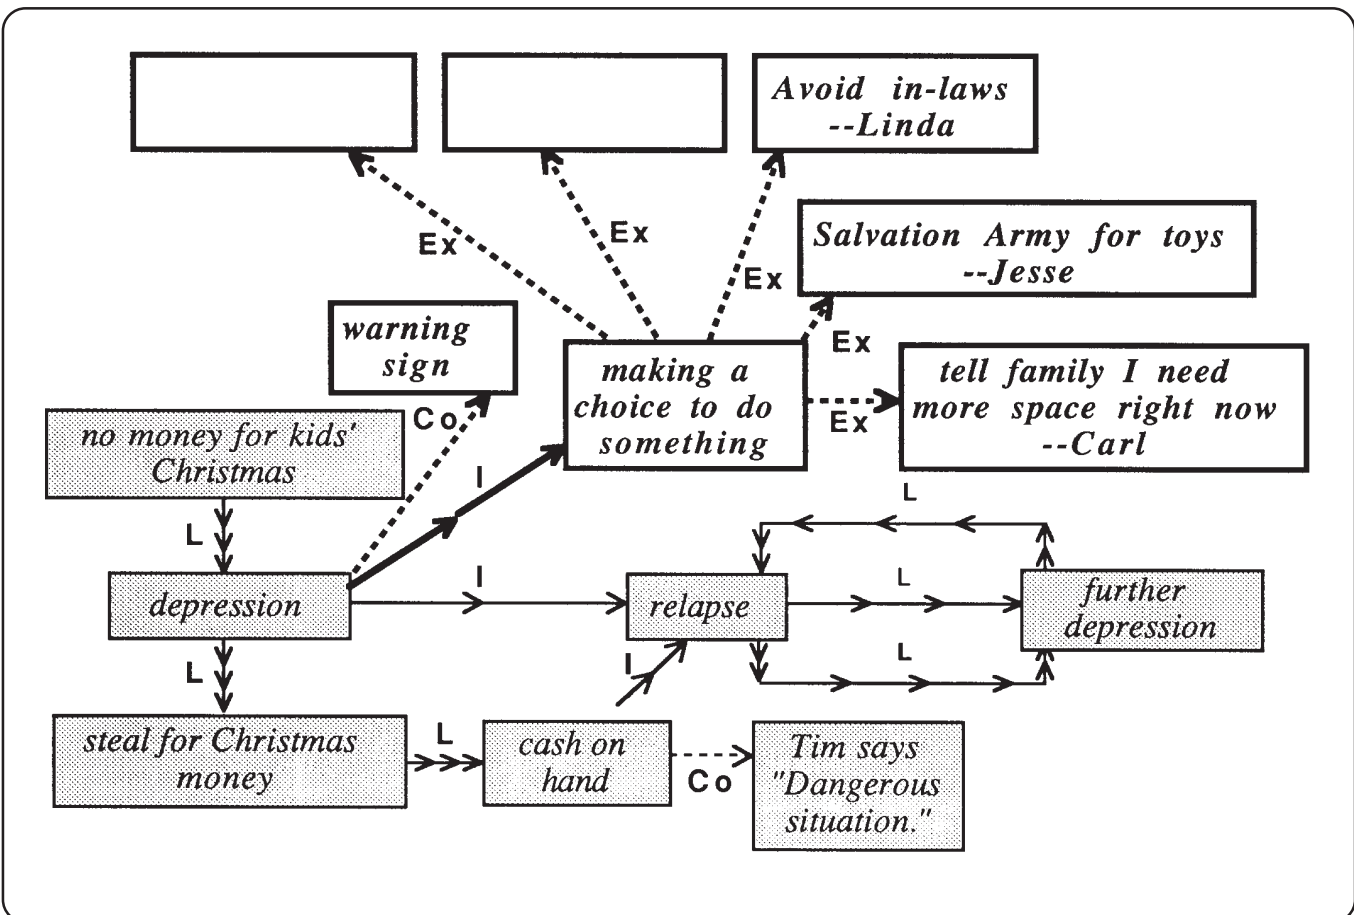 Avoid in-laws
--Linda
Ex
Ex
Ex
Salvation Army for toys
--Jesse
Ex
warning
sign
making a
choice to do
something
tell family I need
more space right now
--Carl
Ex
Co
no money for kids'
Christmas
I
L
L
depression
I
relapse
L
further
depression
L
I
L
steal for Christmas
money
L
cash on
hand
Co
Tim says
"Dangerous
situation."